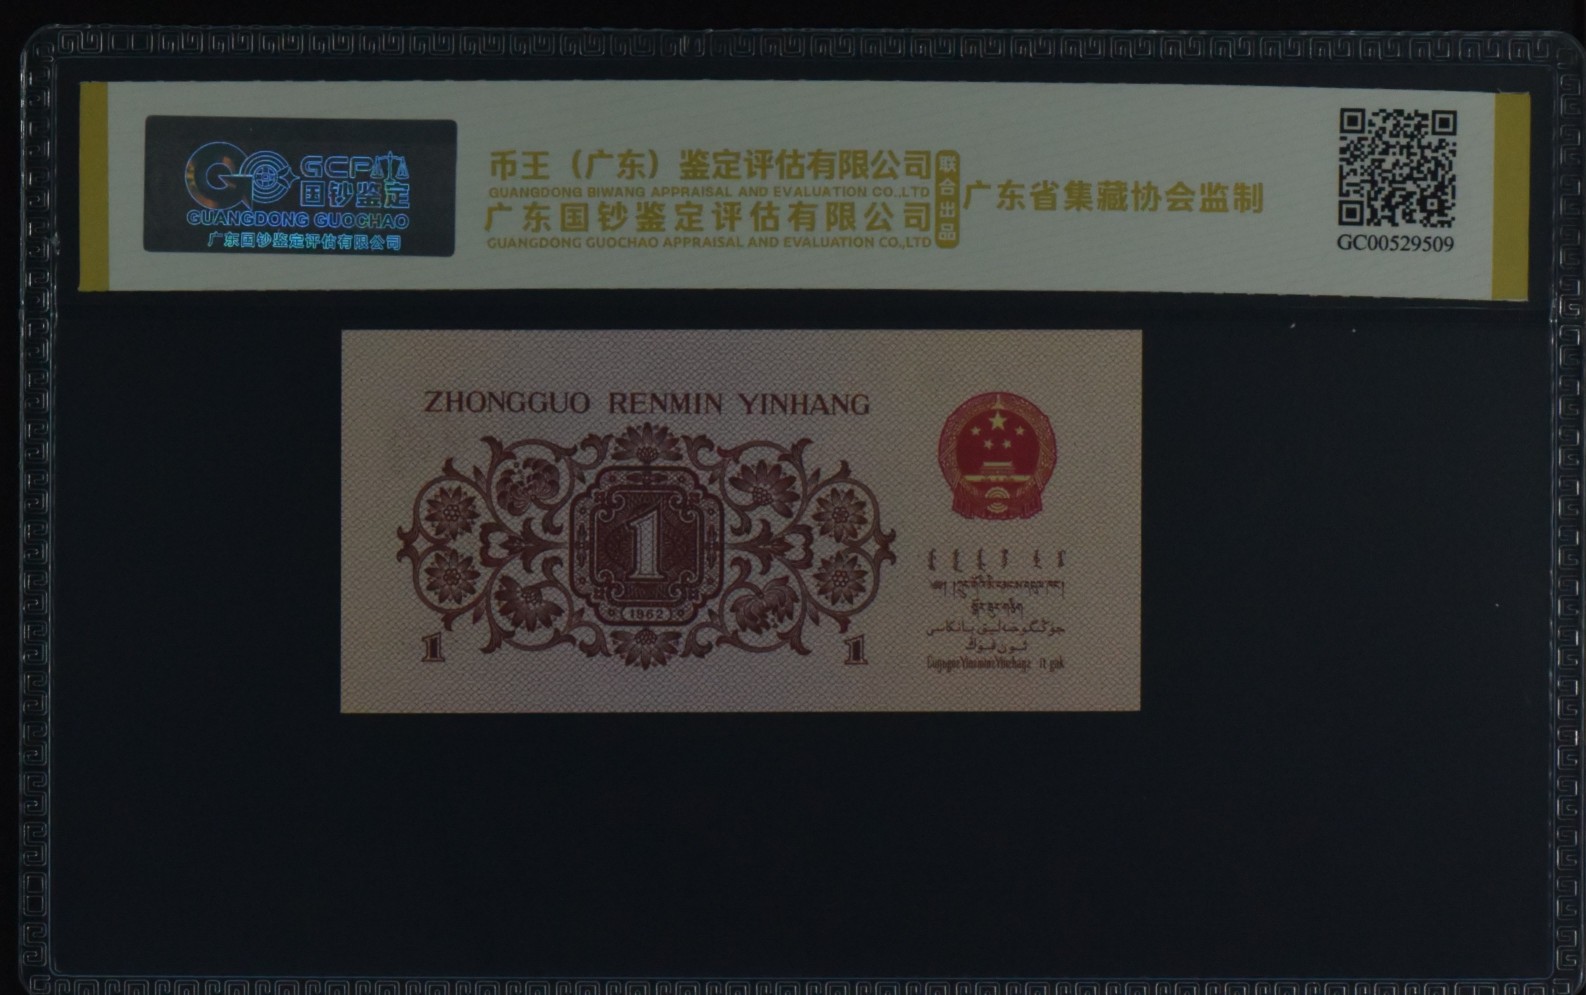 GCP
国钞鉴定
GUANGDONG GUOCHAO
广东国钞鉴定评估有限公司
币王（广东）鉴定评估有限公司
GUANGDONG BIWANG APPRAISAL AND EVALUATION CO.,LTD
广东国钞鉴定评估有限公司
GUANGDONG GUOCHAO APPRAISAL AND EVALUATION CO.,LTD
联合出品
广东省集藏协会监制
GC00529509
ZHONGGUO RENMIN YINHANG
1
(1962)
1 1
جۇڭگو خەلىق بانكاسى